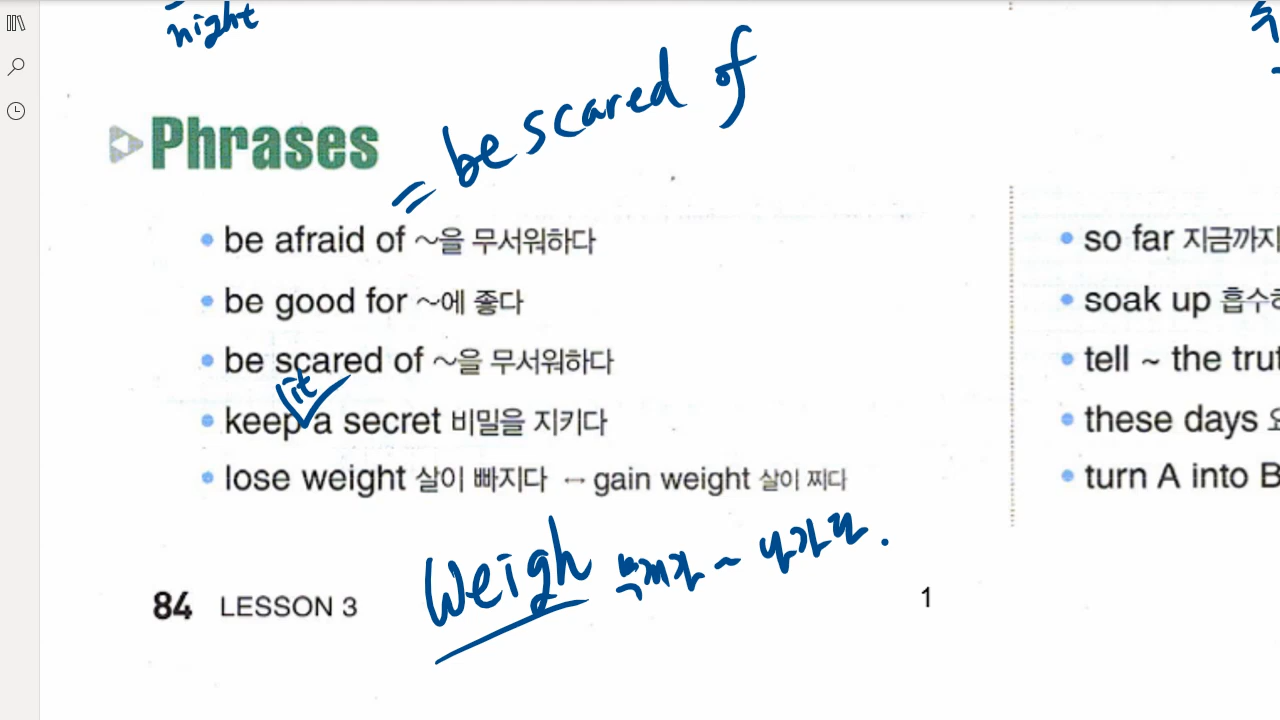 night
= be scared of
Phrases
be afraid of ~을 무서워하다
be good for ~에 좋다
be scared of ~을 무서워하다
it
keep a secret 비밀을 지키다
lose weight 살이 빠지다 ↔ gain weight 살이 찌다
Weigh 무게가 ~ 나가다.
84 LESSON 3
1
so far 지금까지
soak up 흡수
tell ~ the
these days
turn A into B